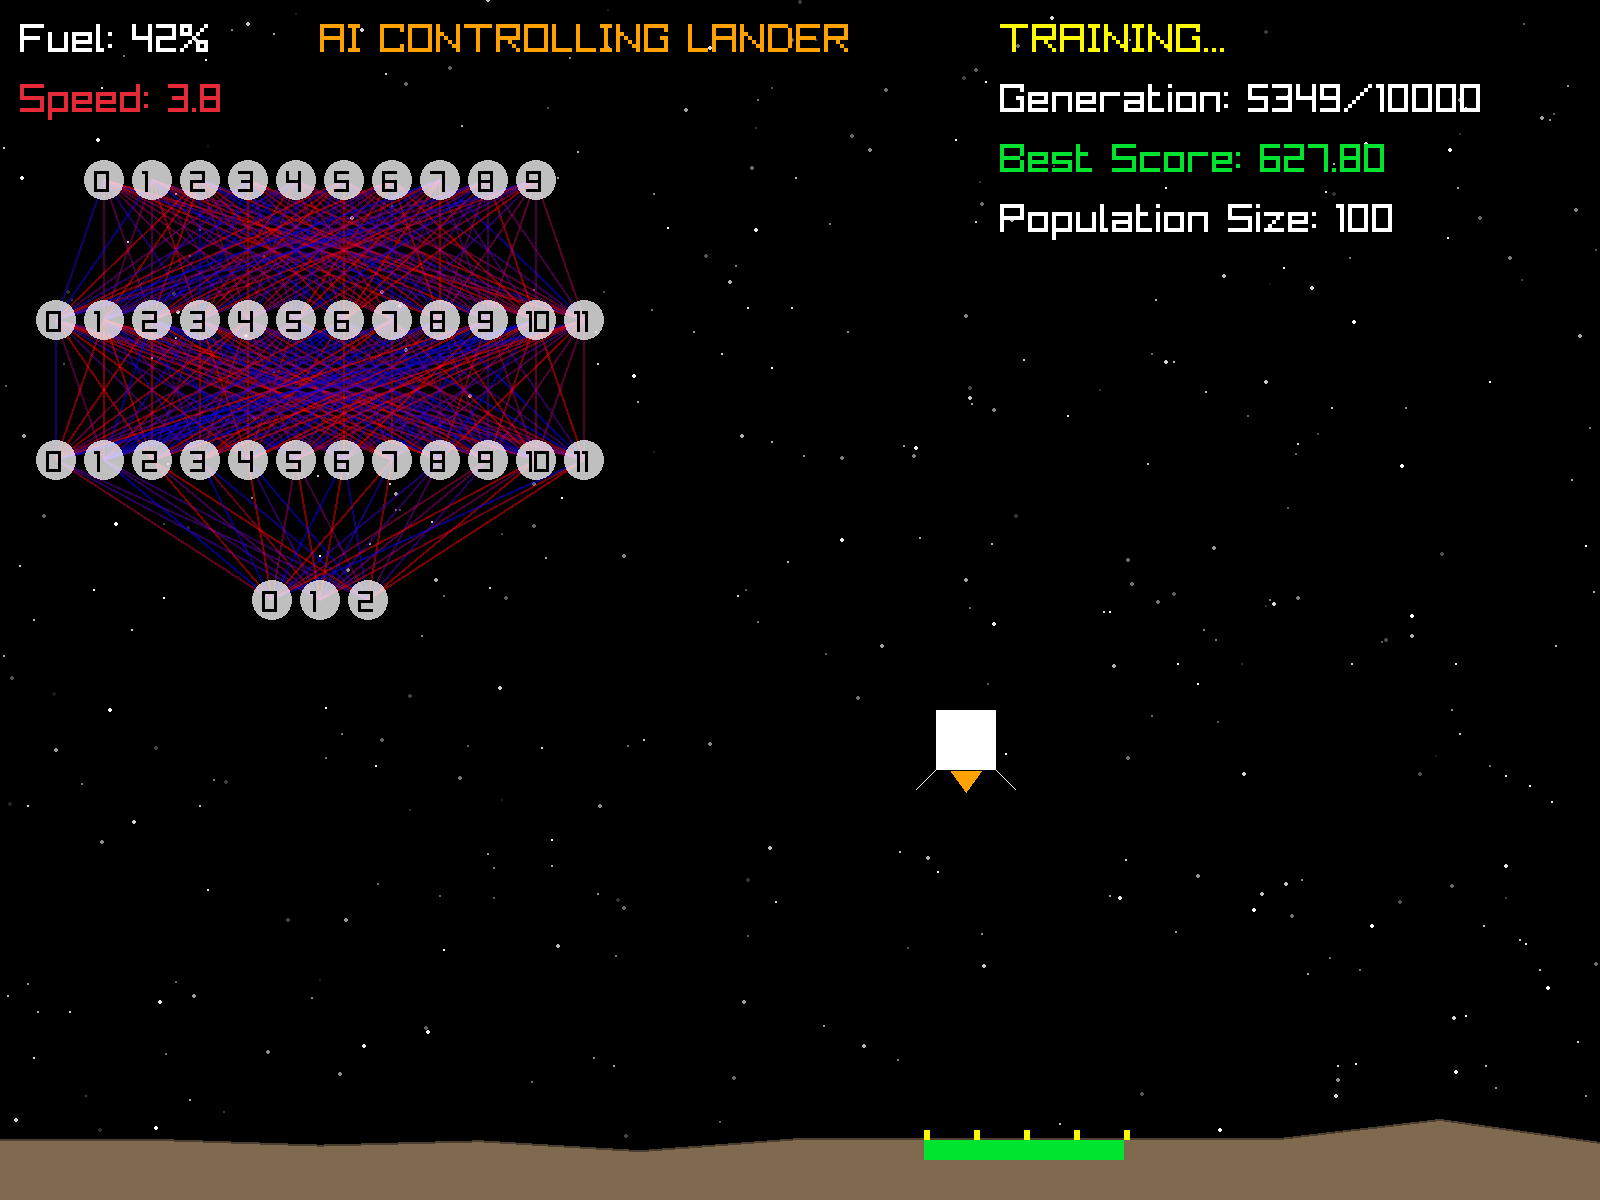 Fuel: 42%
AI CONTROLLING LANDER
TRAINING...
Speed: 3.8
Generation: 5349/10000
Best Score: 627.80
Population Size: 100
0 1 2 3 4 5 6 7 8 9
0 1 2 3 4 5 6 7 8 9 10 11
0 1 2 3 4 5 6 7 8 9 10 11
0 1 2